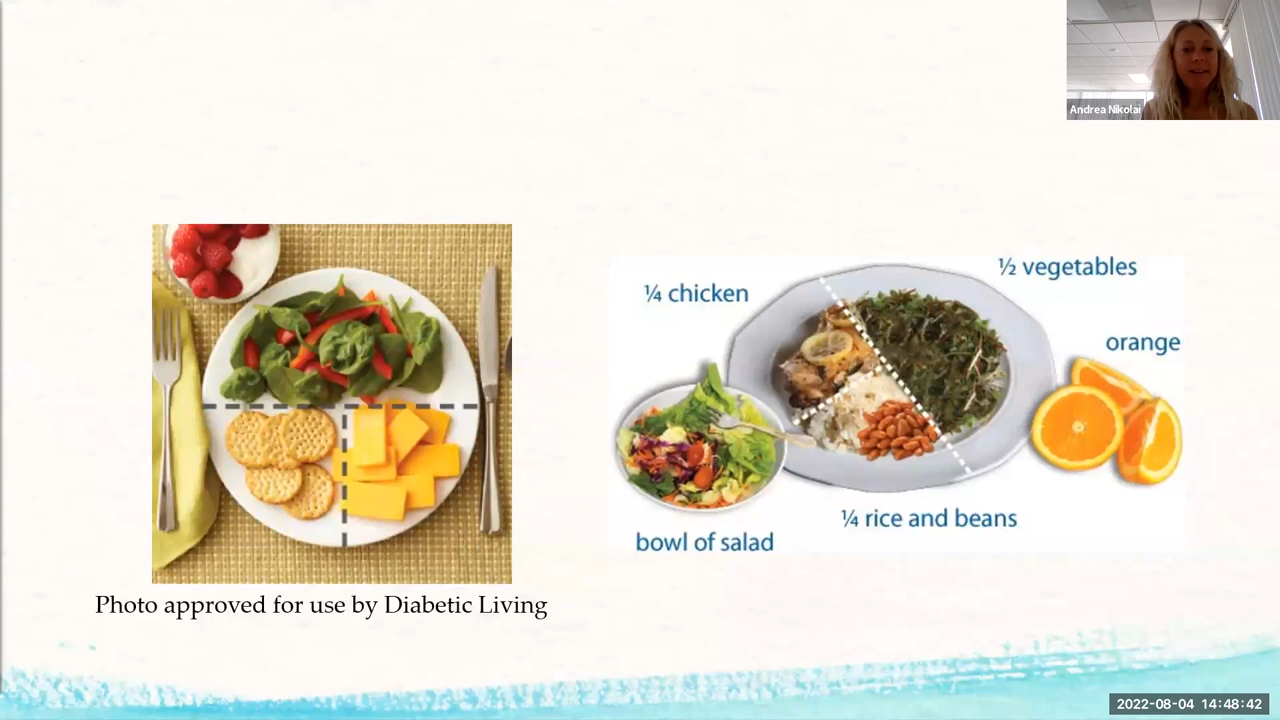 Andrea Nikolai
½ vegetables
¼ chicken
orange
¼ rice and beans
bowl of salad
Photo approved for use by Diabetic Living
2022-08-04 14:48:42